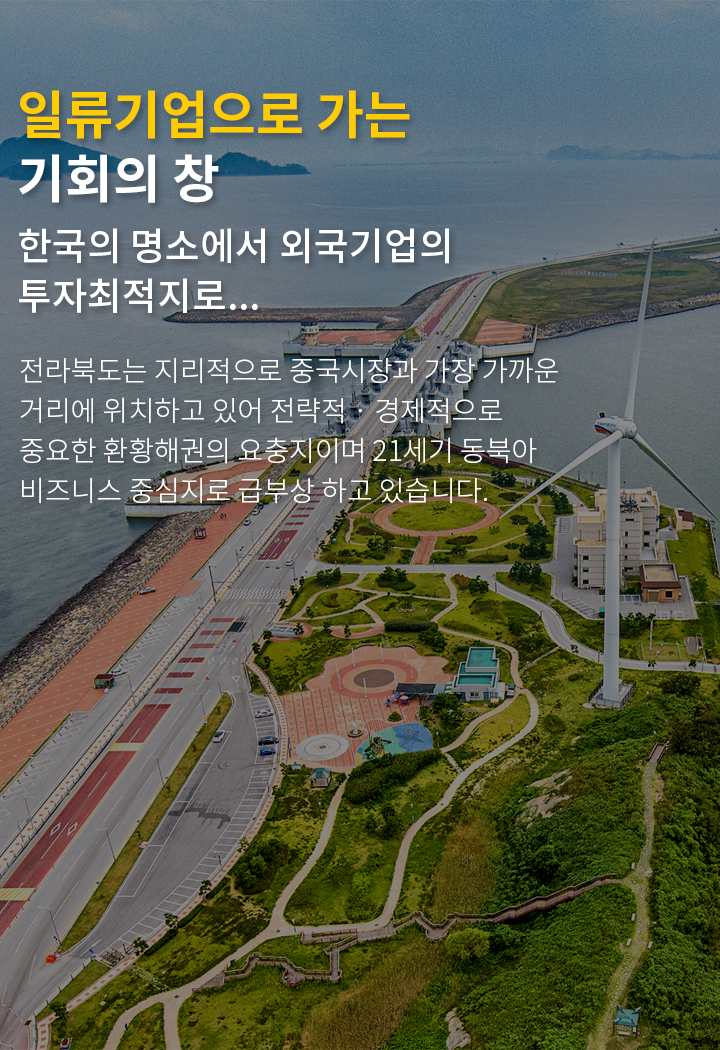 일류기업으로 가는
기회의 창
한국의 명소에서 외국기업의
투자최적지로...
전라북도는 지리적으로 중국시장과 가장 가까운
거리에 위치하고 있어 전략적 · 경제적으로
중요한 환황해권의 요충지이며 21세기 동북아
비즈니스 중심지로 급부상 하고 있습니다.